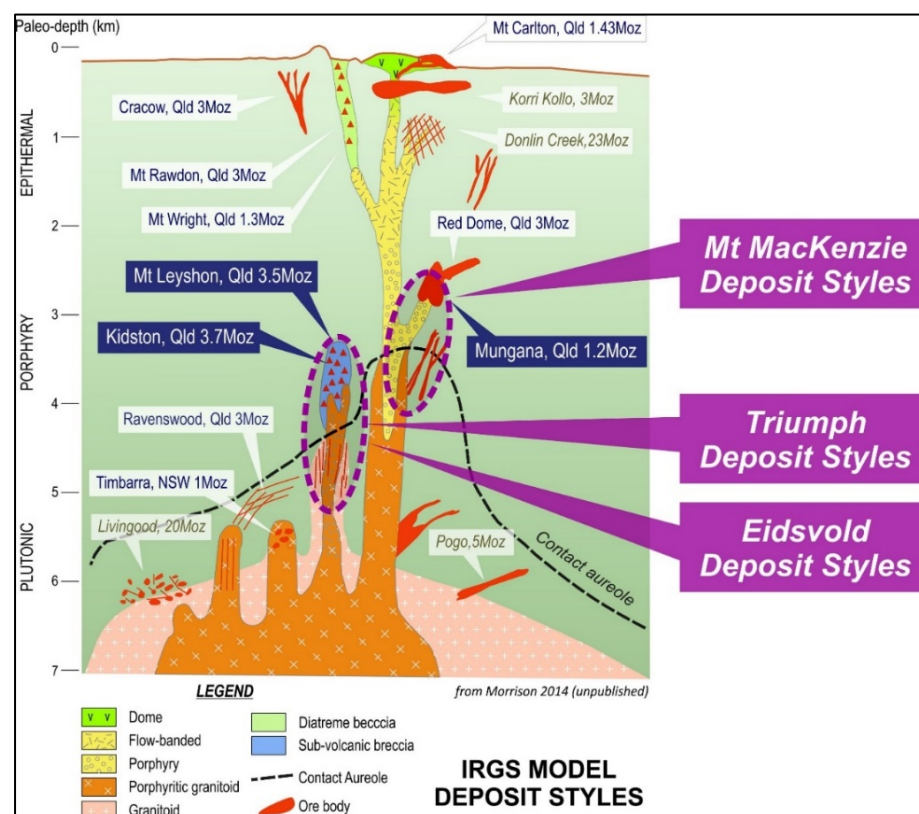 Paleo-depth (km)
Mt Carlton, Qld 1.43Moz
0
Cracow, Qld 3Moz
Korri Kollo, 3Moz
EPITHERMAL
1
Donlin Creek,23Moz
Mt Rawdon, Qld 3Moz
Mt Wright, Qld 1.3Moz
2
Red Dome, Qld 3Moz
Mt MacKenzie
Deposit Styles
Mt Leyshon, Qld 3.5Moz
3
Kidston, Qld 3.7Moz
Mungana, Qld 1.2Moz
PORPHYRY
4
Ravenswood, Qld 3Moz
Triumph
Deposit Styles
Timbarra, NSW 1Moz
5
Livingood, 20Moz
Pogo,5Moz
Contact aureole
Eidsvold
Deposit Styles
PLUTONIC
6
7
LEGEND
from Morrison 2014 (unpublished)
Dome
Flow-banded
Porphyry
Porphyritic granitoid
Granitoid
Diatreme becccia
Sub-volcanic breccia
Contact Aureole
Ore body
IRGS MODEL
DEPOSIT STYLES